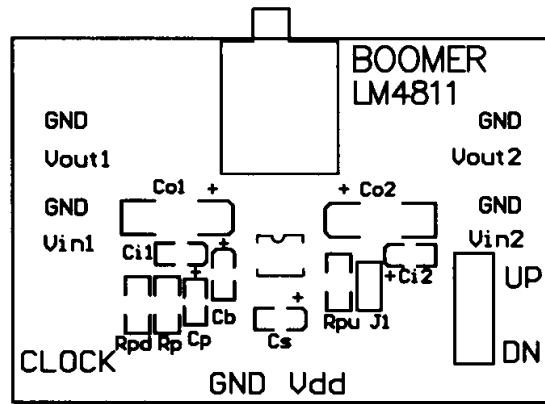 BOOMER
LM4811
GND
GND
Vout1
Vout2
Co1
+
+
Co2
GND
GND
Vin1
Vin2
Ci1
+
+
+
Ci2
UP
+
Rpd
Rp
Cp
Cb
Cs
Rpu
J1
CLOCK
DN
GND Vdd